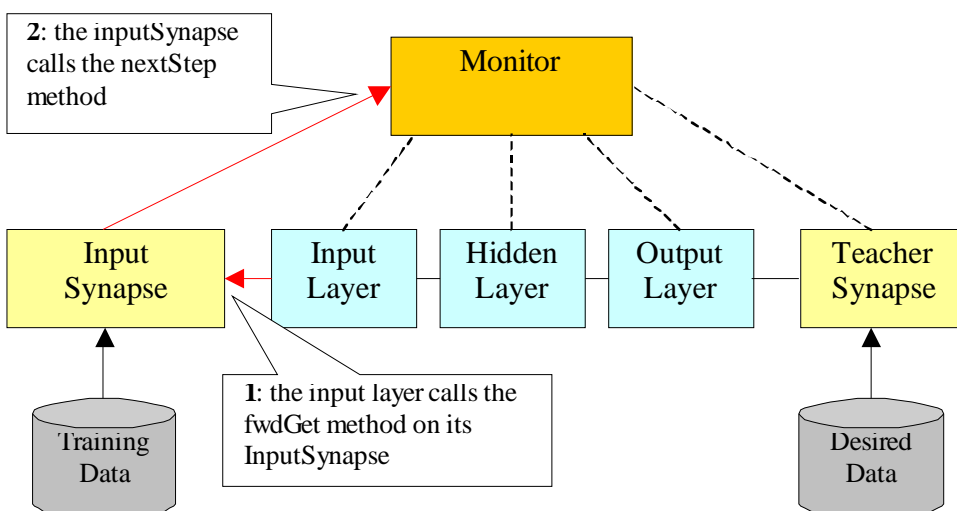 2: the inputSynapse
calls the nextStep
method
Monitor
Input
Synapse
Input
Layer
Hidden
Layer
Output
Layer
Teacher
Synapse
1: the input layer calls the
fwdGet method on its
InputSynapse
Training
Data
Desired
Data